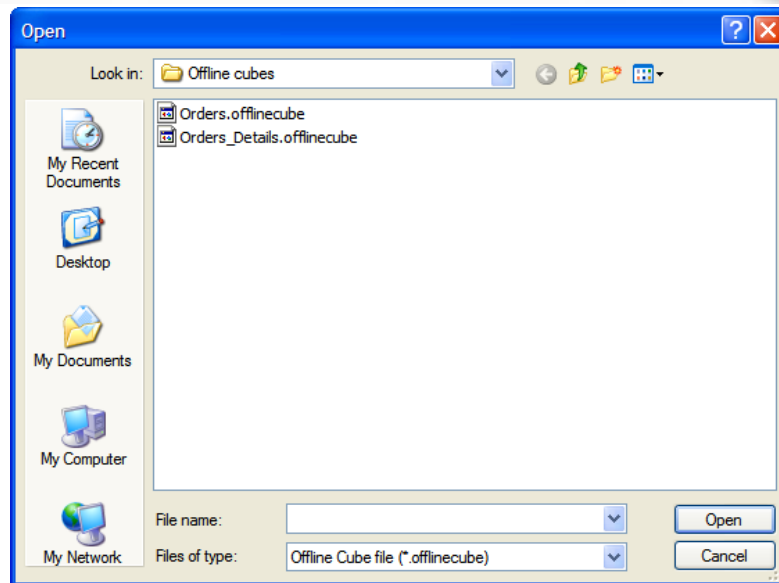 Open
Look in:
Offline cubes
Orders.offlinecube
Orders_Details.offlinecube
My Recent
Documents
Desktop
My Documents
My Computer
My Network
File name:
Open
Files of type:
Offline Cube file (*.offlinecube)
Cancel